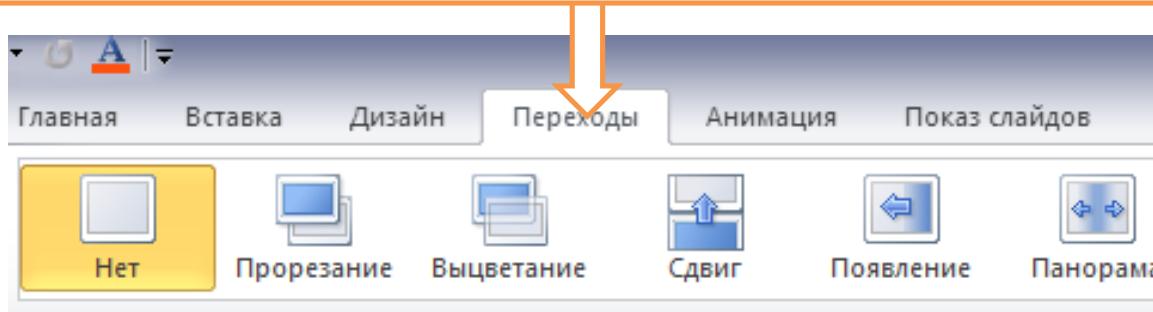 A
Главная Вставка Дизайн Переходы Анимация Показ слайдов
Нет Прорезание Выцветание Сдвиг Появление Панорама